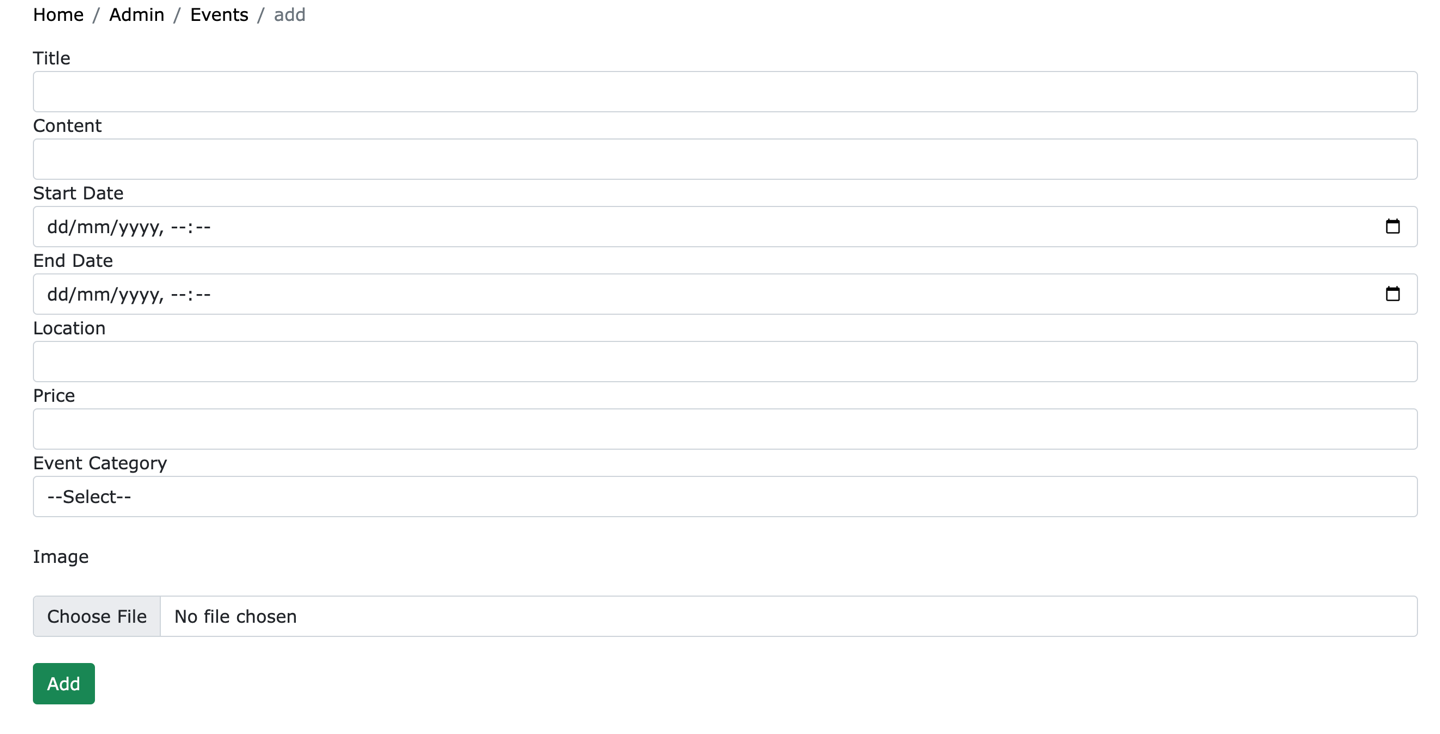 Home / Admin / Events / add
Title
Content
Start Date
dd/mm/yyyy, --:--
End Date
dd/mm/yyyy, --:--
Location
Price
Event Category
--Select--
Image
Choose File No file chosen
Add